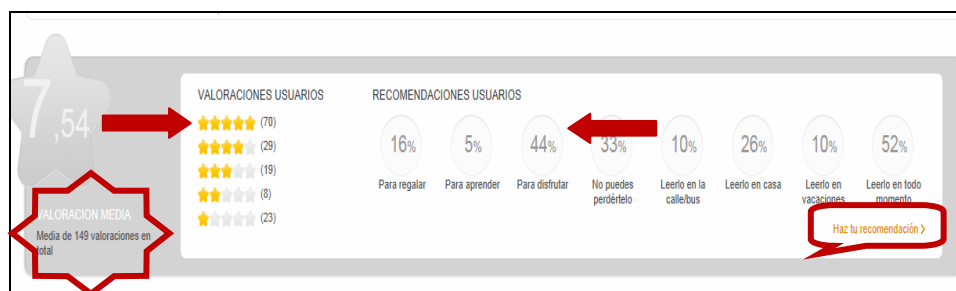 7,54
VALORACIÓN MEDIA
Media de 149 valoraciones en
total
VALORACIONES USUARIOS
(70)
(29)
(19)
(8)
(23)
RECOMENDACIONES USUARIOS
16%
Para regalar
5%
Para aprender
44%
Para disfrutar
33%
No puedes
perdértelo
10%
Leerlo en la
calle/bus
26%
Leerlo en casa
10%
Leerlo en
vacaciones
52%
Leerlo en todo
momento
Haz tu recomendación >